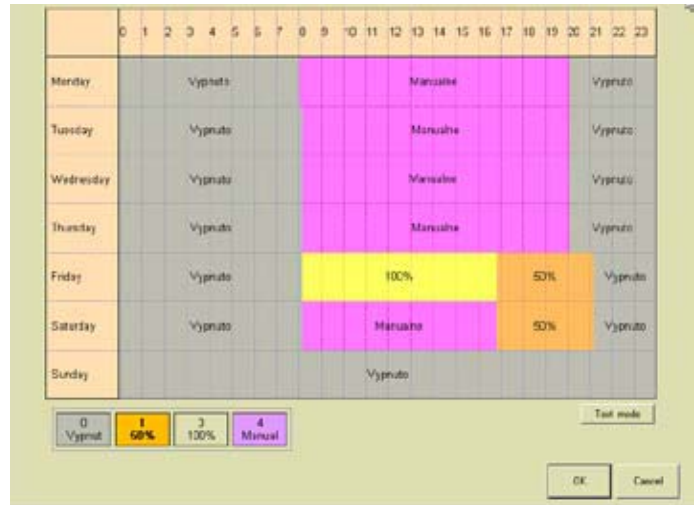 0 1 2 3 4 5 6 7 8 9 10 11 12 13 14 15 16 17 18 19 20 21 22 23
Monday Vypnuto Manualne Vypnuto
Tuesday Vypnuto Manualne Vypnuto
Wednesday Vypnuto Manualne Vypnuto
Thursday Vypnuto Manualne Vypnuto
Friday Vypnuto 100% 50% Vypnuto
Saturday Vypnuto Manualne 50% Vypnuto
Sunday Vypnuto
0 1 3 4
Vypnut 100% Manual
Text mode
OK Cancel